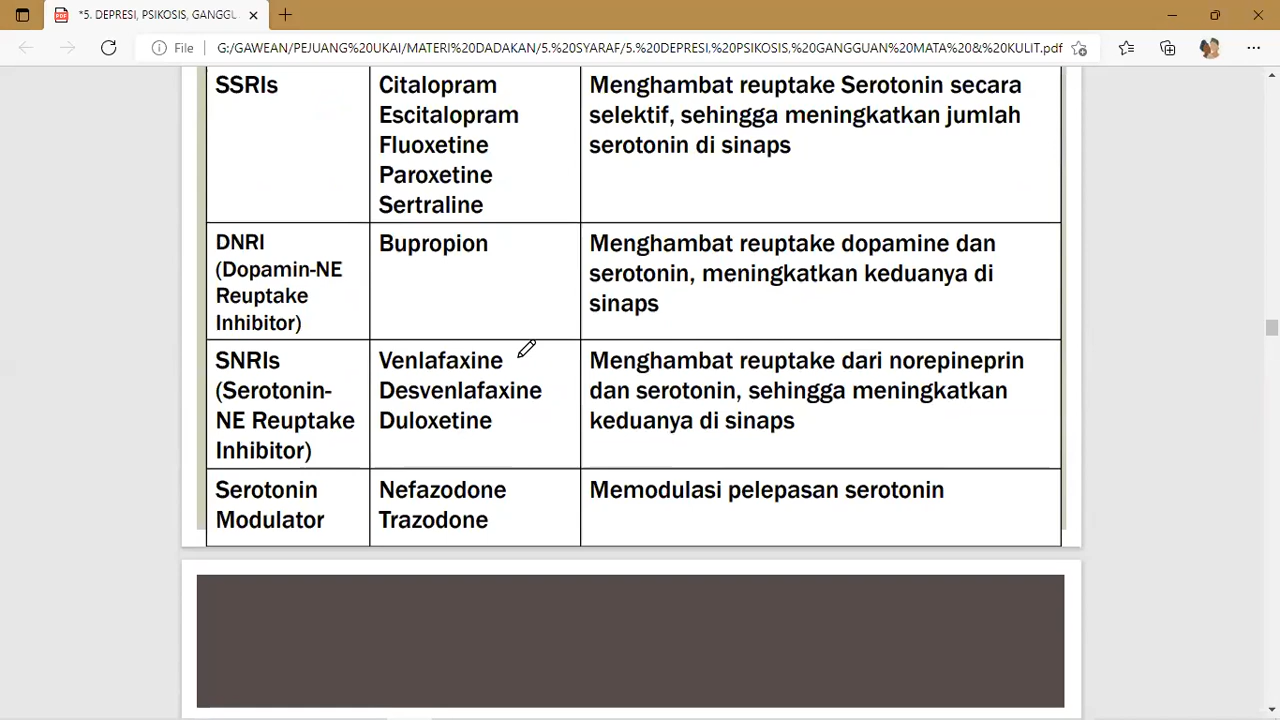 *5. DEPRESI, PSIKOSIS, GANGGU
File
G:/GAWEAN/PEJUANG%20UKAI/MATERI%20DADAKAN/5.%20SYARAF/5.%20DEPRESI,%20PSIKOSIS,%20GANGGUAN%20MATA%20&%20KULIT.pdf
SSRIs
Citalopram
Escitalopram
Fluoxetine
Paroxetine
Sertraline
Menghambat reuptake Serotonin secara
selektif, sehingga meningkatkan jumlah
serotonin di sinaps
DNRI
(Dopamin-NE
Reuptake
Inhibitor)
Bupropion
Menghambat reuptake dopamine dan
serotonin, meningkatkan keduanya di
sinaps
SNRIs
(Serotonin-
NE Reuptake
Inhibitor)
Venlafaxine
Desvenlafaxine
Duloxetine
Menghambat reuptake dari norepineprin
dan serotonin, sehingga meningkatkan
keduanya di sinaps
Serotonin
Modulator
Nefazodone
Trazodone
Memodulasi pelepasan serotonin